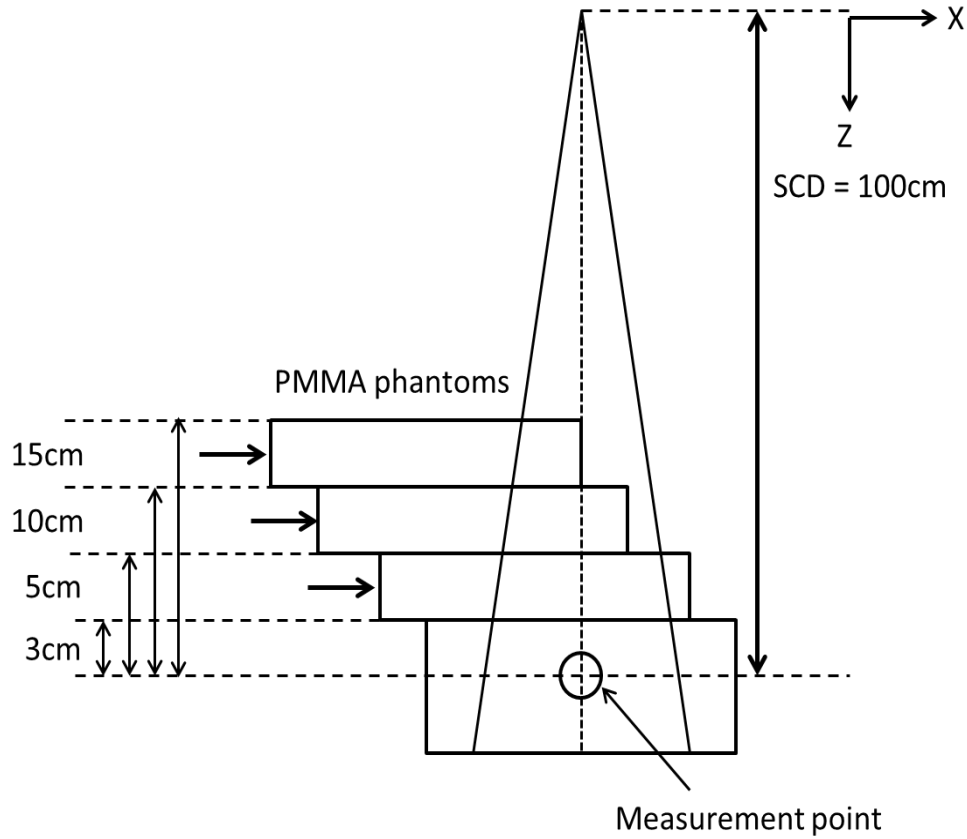 X
Z
SCD = 100cm
PMMA phantoms
15cm
10cm
5cm
3cm
Measurement point